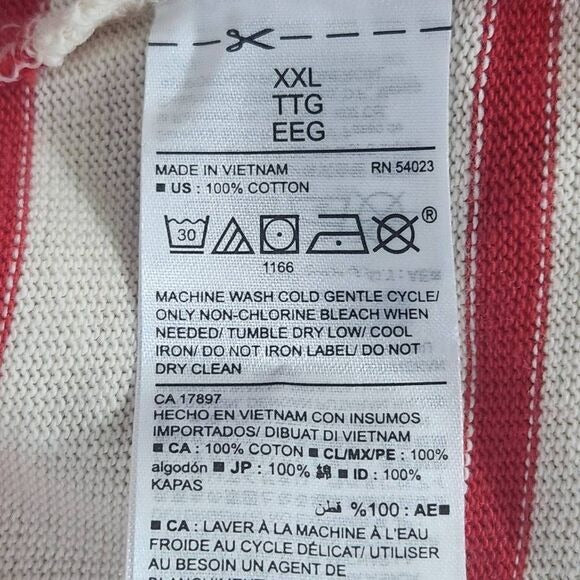 XXL
TTG
EEG
MADE IN VIETNAM RN 54023
■ US : 100% COTTON
30
®
1166
MACHINE WASH COLD GENTLE CYCLE/
ONLY NON-CHLORINE BLEACH WHEN
NEEDED/ TUMBLE DRY LOW/ COOL
IRON/ DO NOT IRON LABEL/ DO NOT
DRY CLEAN
CA 17897
HECHO EN VIETNAM CON INSUMOS
IMPORTADOS/ DIBUAT DI VIETNAM
■ CA : 100% COTON ■ CL/MX/PE : 100%
algodón ■ JP : 100% 綿 ■ ID : 100%
KAPAS
■AE : 100% قطن
■ CA : LAVER À LA MACHINE À L'EAU
FROIDE AU CYCLE DÉLICAT/ UTILISER
AU BESOIN UN AGENT DE